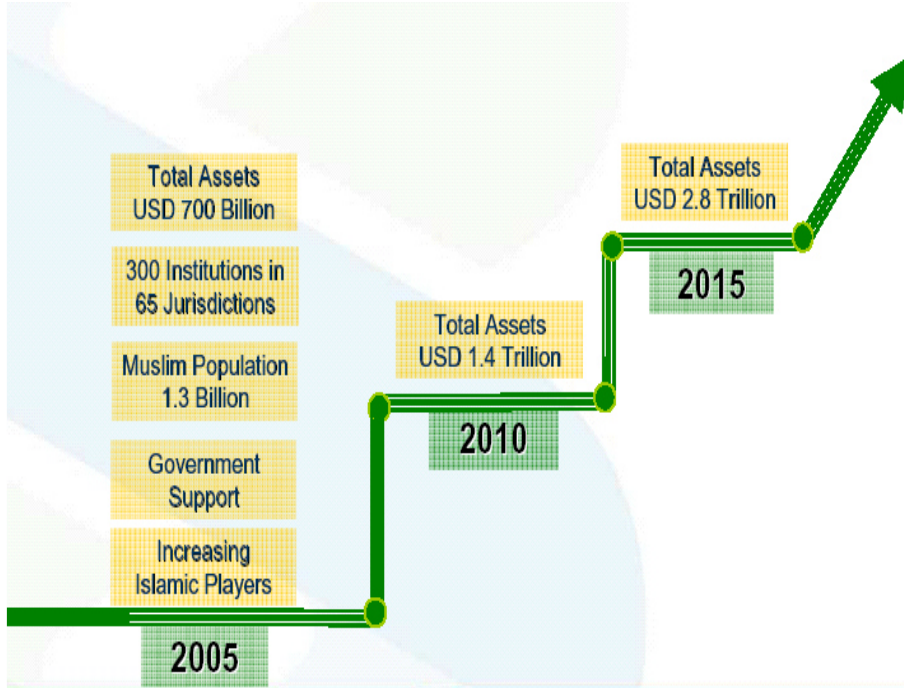 Total Assets
USD 700 Billion
300 Institutions in
65 Jurisdictions
Muslim Population
1.3 Billion
Government
Support
Increasing
Islamic Players
2005
Total Assets
USD 1.4 Trillion
2010
Total Assets
USD 2.8 Trillion
2015